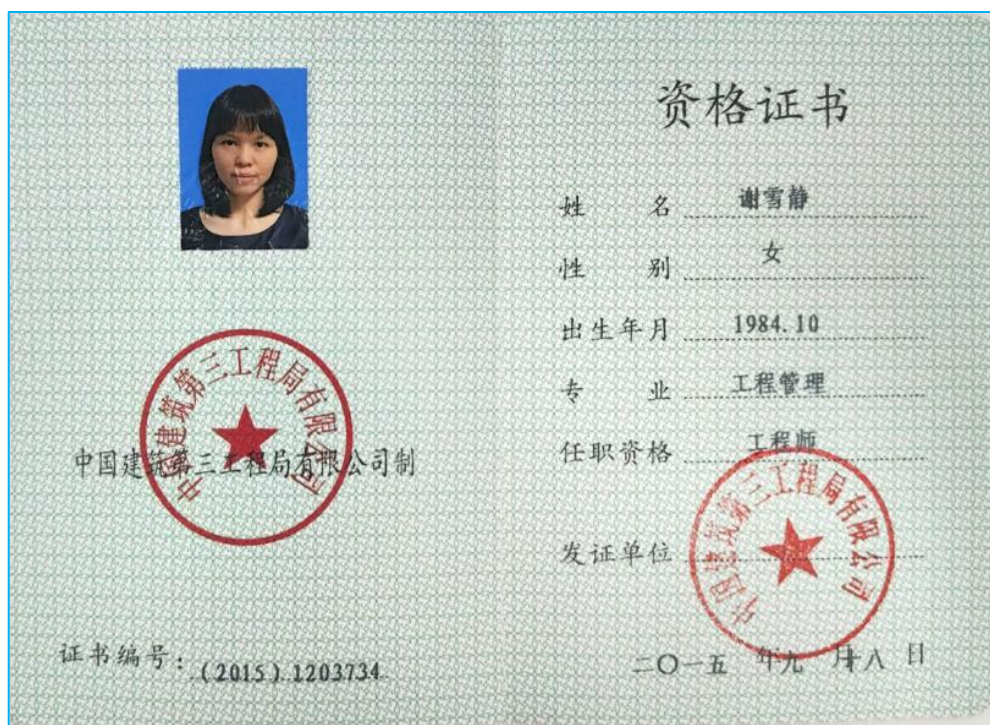 中国建筑第三工程局有限公司
中国建筑第三工程局有限公司制
证书编号：(2015)1203734
资格证书
姓名 谢雪静
性别 女
出生年月 1984.10
专业 工程管理
任职资格 工程师
发证单位
中国建筑第三工程局有限公司
二〇一五年九月十八日